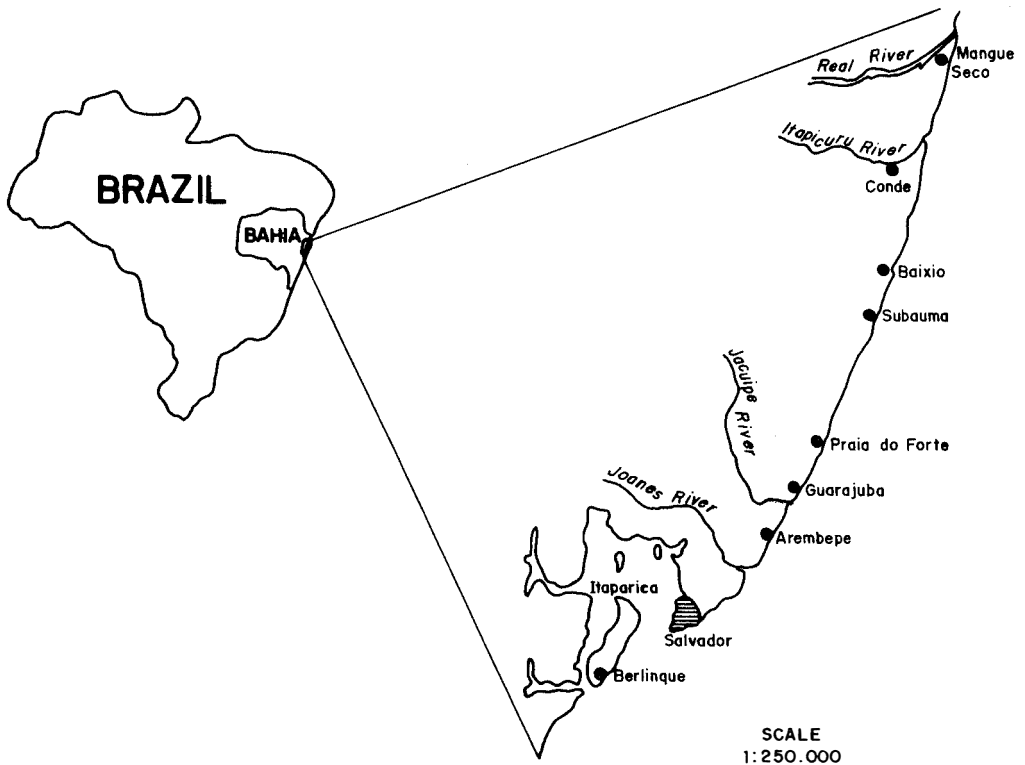 Real River
Mangue
Seco
Itapicuru River
Conde
BRAZIL
BAHIA
Baixio
Subauma
Jacuipe River
Praia do Forte
Joanes River
Guarajuba
Arembepe
Itaparica
Salvador
Berlinque
SCALE
1:250.000